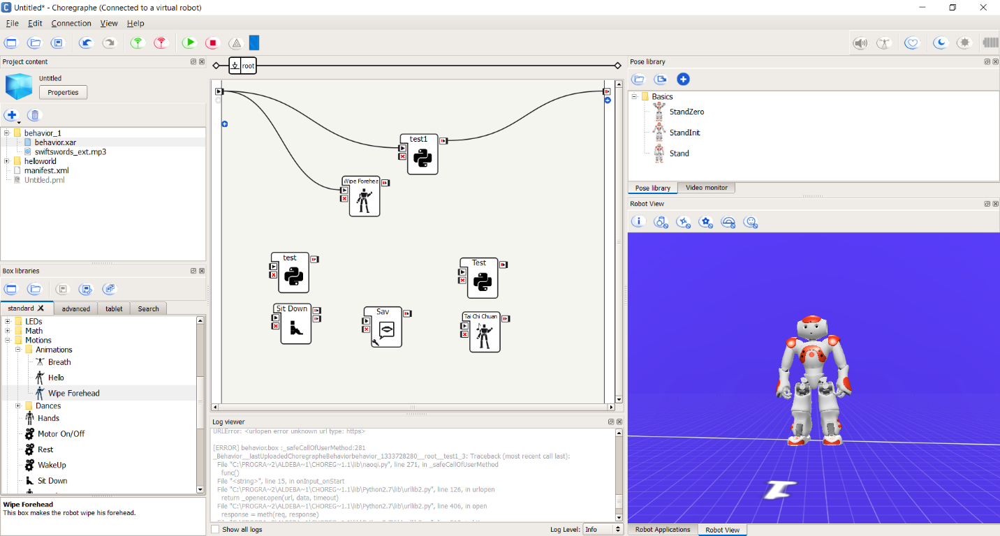 Untitled* - Choregraphe (Connected to a virtual robot)
File Edit Connection View Help
Project content
Untitled
Properties
behavior_1
behavior.xar
swiftswords_ext.mp3
helloworld
manifest.xml
Untitled.pml
Box libraries
standard advanced tablet Search
LEDs
Math
Motions
Animations
Breath
Hello
Wipe Forehead
Dances
Hands
Motor On/Off
Rest
WakeUp
Sit Down
Wipe Forehead
This box makes the robot wipe his forehead.
root
test1
Wipe Forehea
test
Test
Sit Down
Say
Tai Chi Chuan
Log viewer
URLError: <urlopen error unknown url type: https>
[ERROR] behavior.box :_safeCallOfUserMethod:281
_Behavior__lastUploadedChoregrapheBehaviorbehavior_1333728280__root__test1_3: Traceback (most recent call last):
File "C:\PROGRA~2\ALDEBA~1\CHOREG~1.1\lib\naoqi.py", line 271, in _safeCallOfUserMethod
func()
File "<string>", line 15, in onInput_onStart
File "C:\PROGRA~2\ALDEBA~1\CHOREG~1.1\lib\Python2.7\lib\urllib2.py", line 126, in urlopen
return _opener.open(url, data, timeout)
File "C:\PROGRA~2\ALDEBA~1\CHOREG~1.1\lib\Python2.7\lib\urllib2.py", line 406, in open
response = meth(req, response)
Show all logs
Log Level: Info
Pose library
Basics
StandZero
StandInit
Stand
Pose library Video monitor
Robot View
Robot Applications Robot View